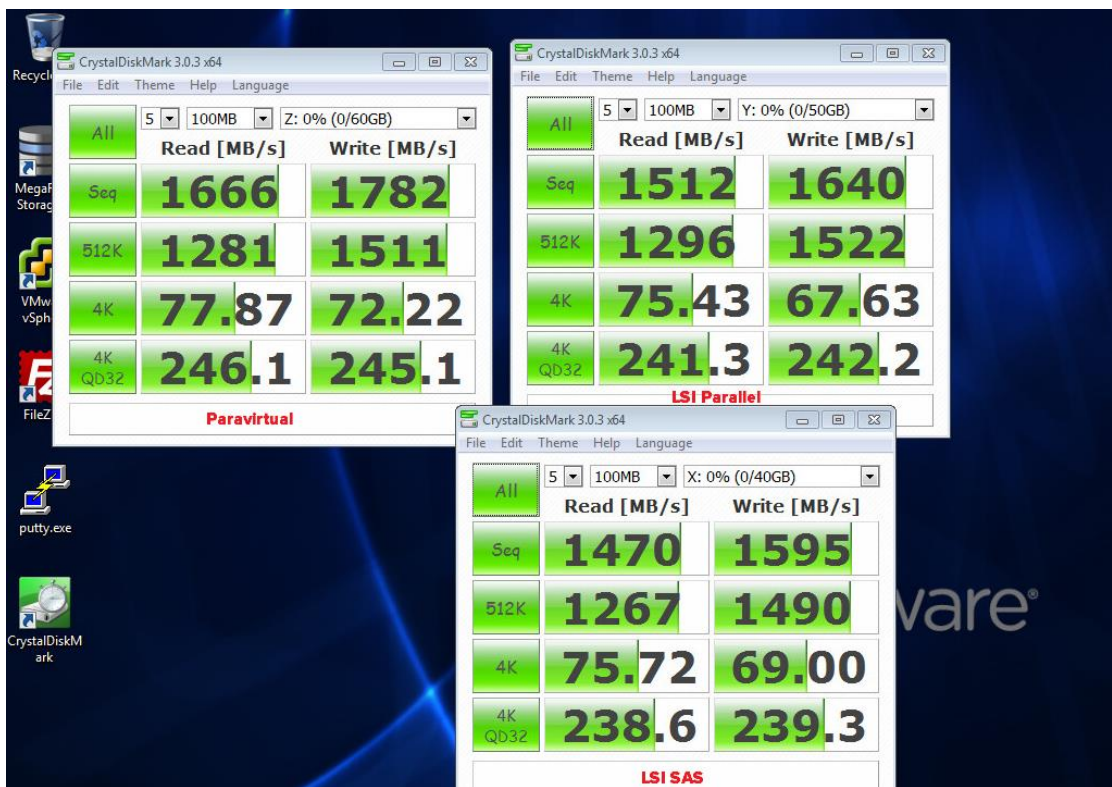 Recycl
MegaR
Storag
VMwa
vSph
FileZ
putty.exe
CrystalDiskM
ark
CrystalDiskMark 3.0.3 x64
File Edit Theme Help Language
All 5 100MB Z: 0% (0/60GB)
Read [MB/s] Write [MB/s]
Seq 1666 1782
512K 1281 1511
4K 77.87 72.22
4K QD32 246.1 245.1
Paravirtual
CrystalDiskMark 3.0.3 x64
File Edit Theme Help Language
All 5 100MB Y: 0% (0/50GB)
Read [MB/s] Write [MB/s]
Seq 1512 1640
512K 1296 1522
4K 75.43 67.63
4K QD32 241.3 242.2
LSI Parallel
CrystalDiskMark 3.0.3 x64
File Edit Theme Help Language
All 5 100MB X: 0% (0/40GB)
Read [MB/s] Write [MB/s]
Seq 1470 1595
512K 1267 1490
4K 75.72 69.00
4K QD32 238.6 239.3
LSI SAS
ware®